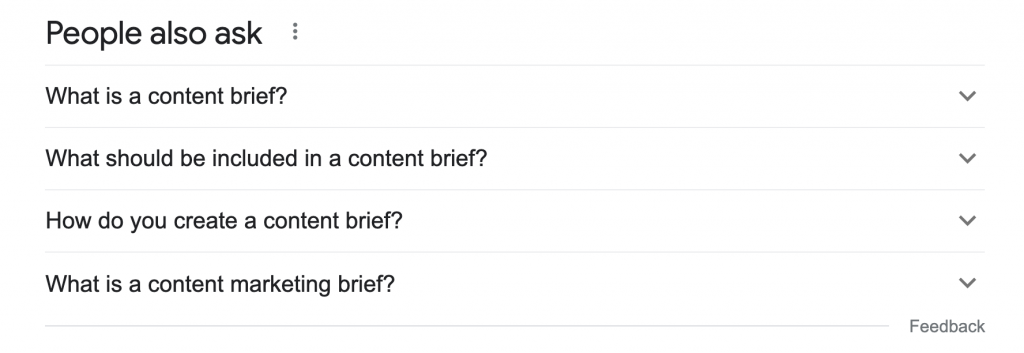 People also ask
What is a content brief?
What should be included in a content brief?
How do you create a content brief?
What is a content marketing brief?
Feedback